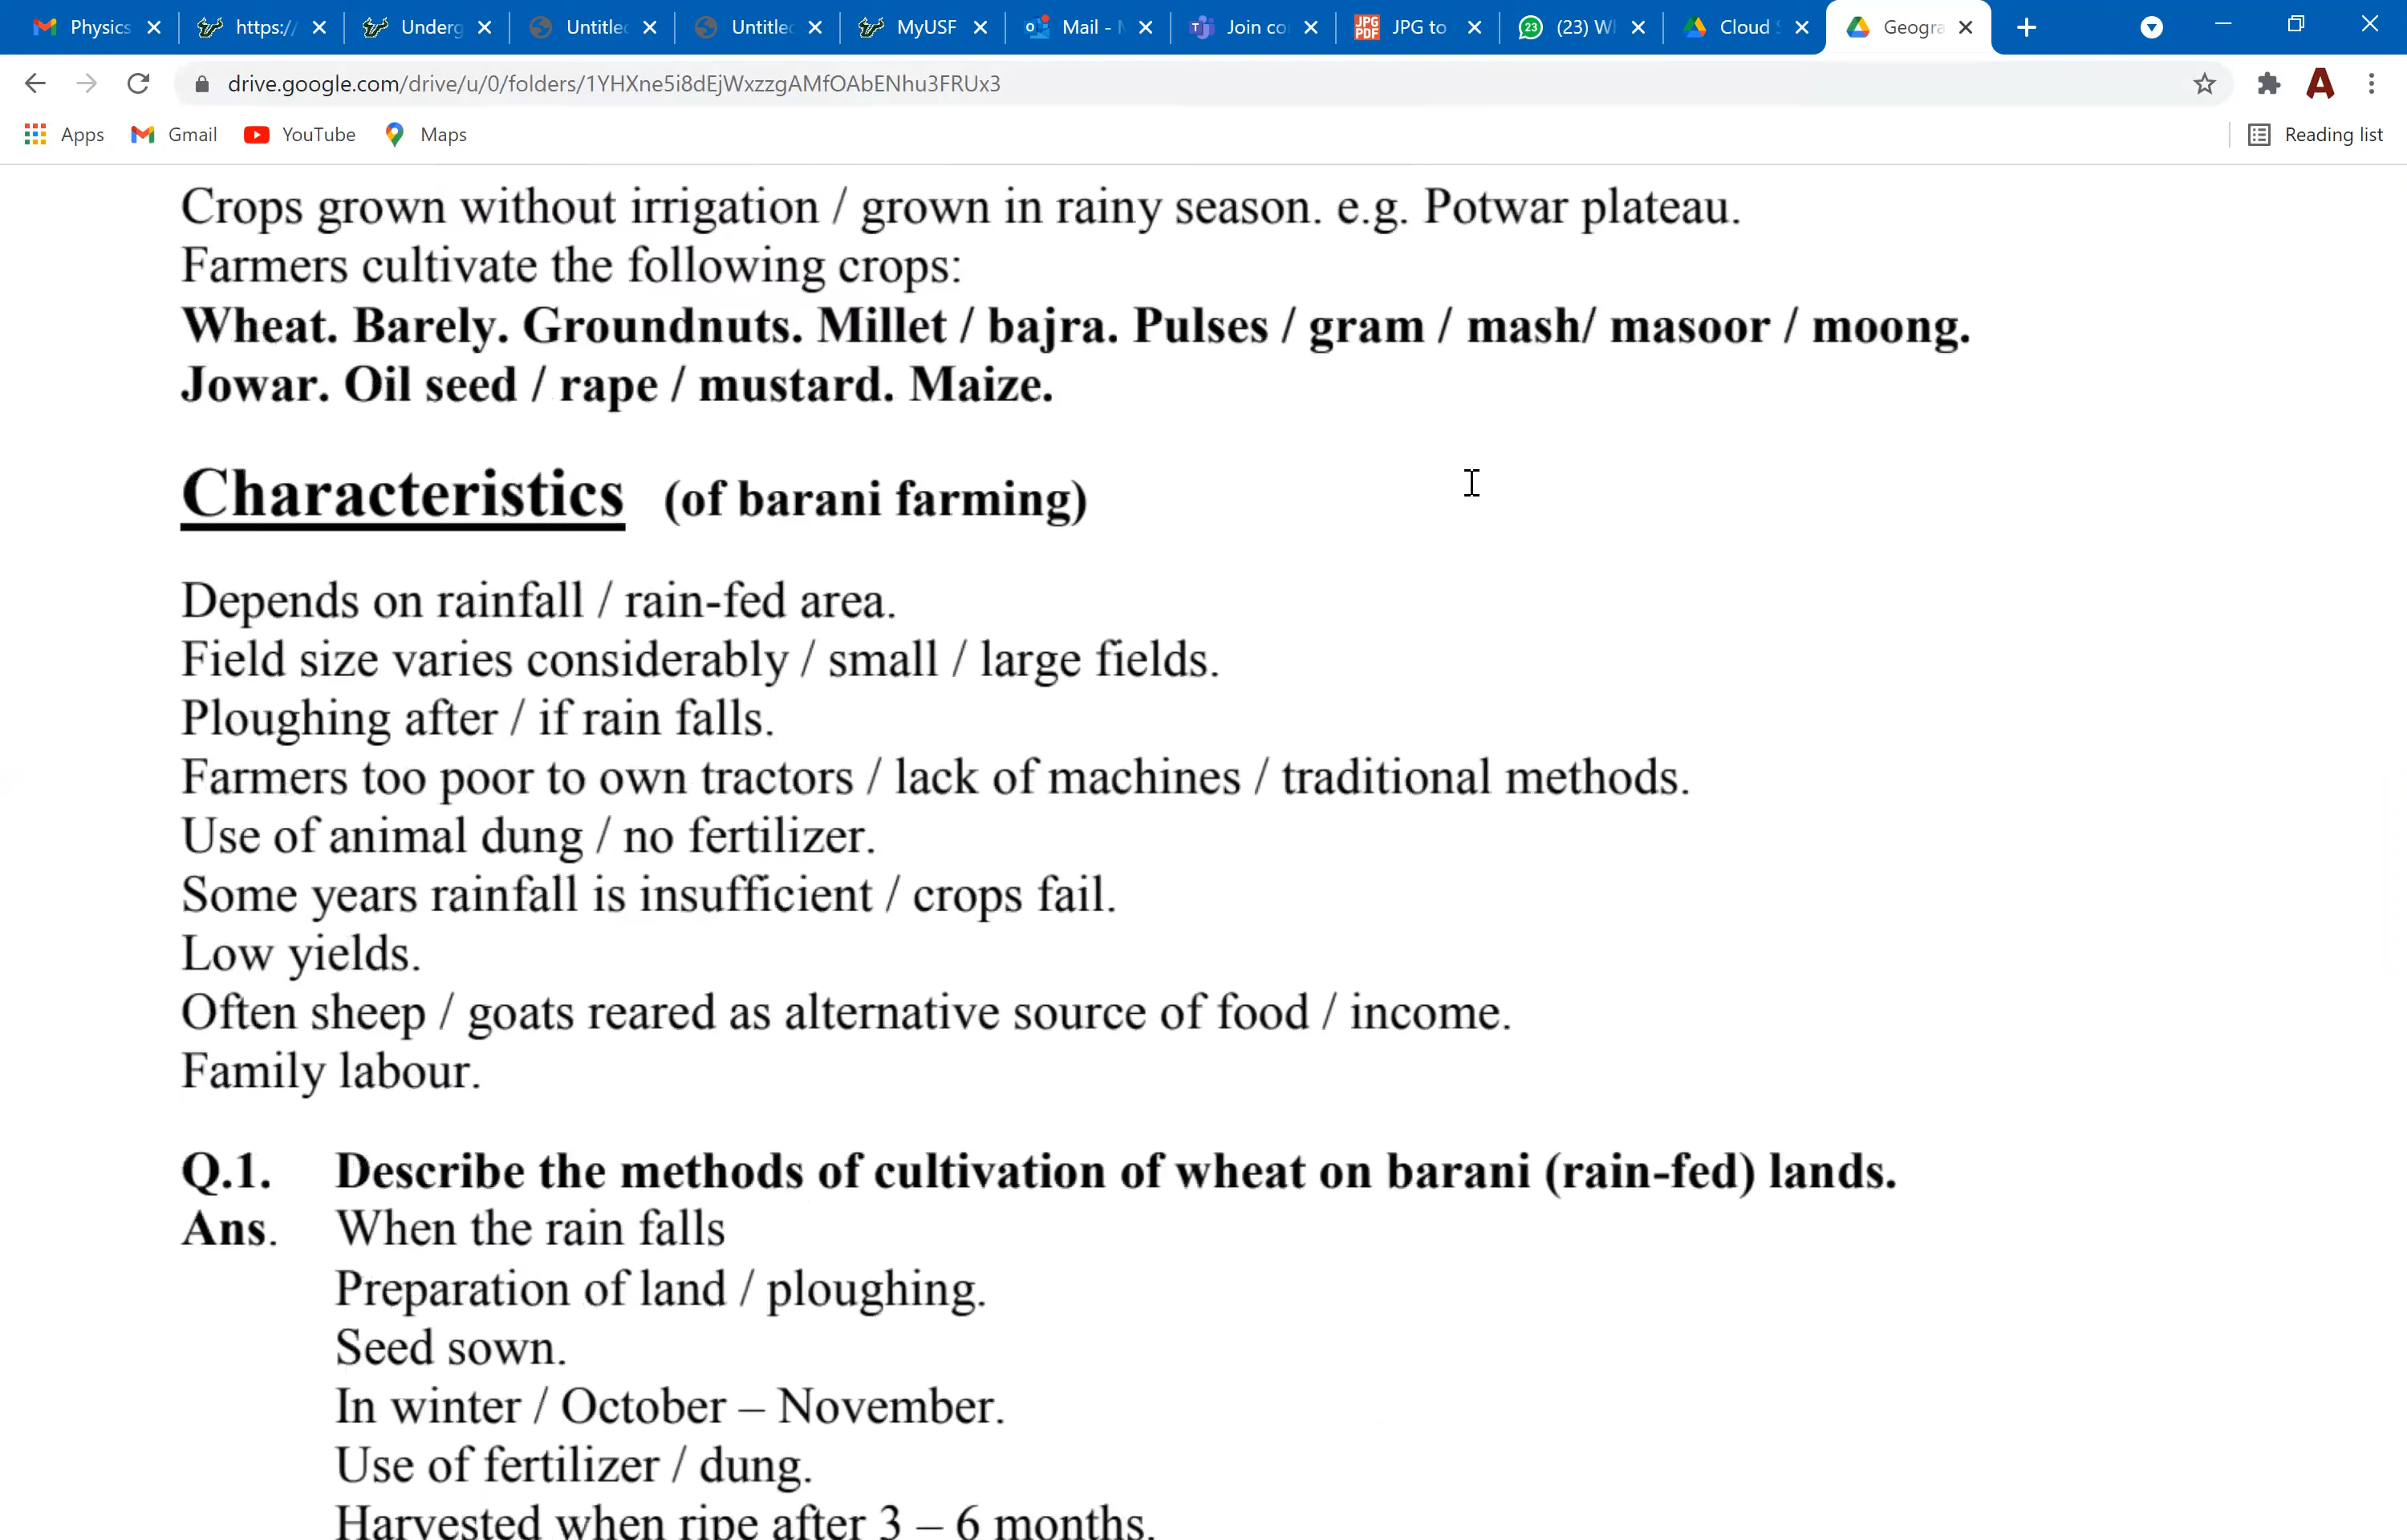 Physics
https://
Underg
Untitled
Untitled
MyUSF
Mail -
Join co
JPG to
(23) W
Cloud
Geogra
drive.google.com/drive/u/0/folders/1YHXne5i8dEjWxzzgAMfOAbENhu3FRUx3
Apps Gmail YouTube Maps Reading list
Crops grown without irrigation / grown in rainy season. e.g. Potwar plateau.
Farmers cultivate the following crops:
Wheat. Barely. Groundnuts. Millet / bajra. Pulses / gram / mash/ masoor / moong.
Jowar. Oil seed / rape / mustard. Maize.
Characteristics (of barani farming)
Depends on rainfall / rain-fed area.
Field size varies considerably / small / large fields.
Ploughing after / if rain falls.
Farmers too poor to own tractors / lack of machines / traditional methods.
Use of animal dung / no fertilizer.
Some years rainfall is insufficient / crops fail.
Low yields.
Often sheep / goats reared as alternative source of food / income.
Family labour.
Q.1. Describe the methods of cultivation of wheat on barani (rain-fed) lands.
Ans. When the rain falls
Preparation of land / ploughing.
Seed sown.
In winter / October – November.
Use of fertilizer / dung.
Harvested when ripe after 3 – 6 months.